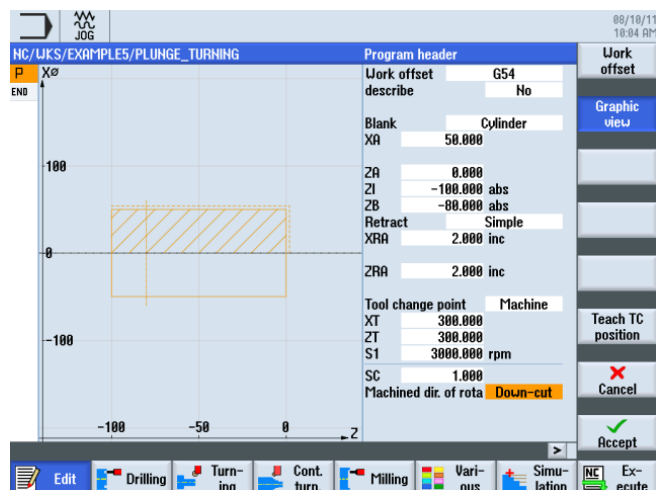 JOG
08/10/11
10:04 AM
NC/WKS/EXAMPLE5/PLUNGE_TURNING
Program header
P
END
XØ
100
0
-100
-100
-50
0
Z
Work offset G54
describe No
Blank Cylinder
XA 50.000
ZA 0.000
ZI -100.000 abs
ZB -80.000 abs
Retract Simple
XRA 2.000 inc
ZRA 2.000 inc
Tool change point Machine
XT 300.000
ZT 300.000
S1 3000.000 rpm
SC 1.000
Machined dir. of rota Down-cut
Work
offset
Graphic
view
Teach TC
position
Cancel
Accept
>
Edit
Drilling
Turn-
ing
Cont.
turn.
Milling
Vari-
ous
Simu-
lation
NC
Ex-
ecute